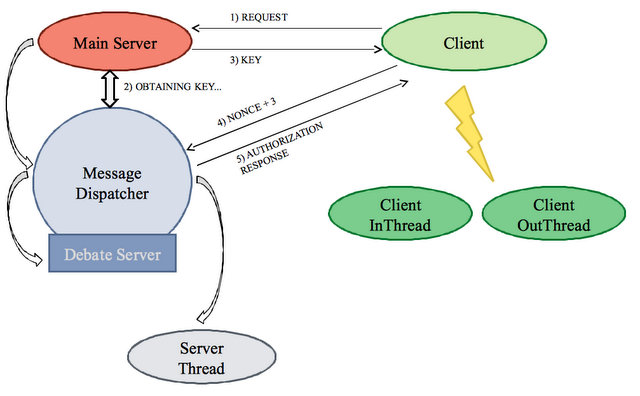 1) REQUEST
Main Server
Client
3) KEY
2) OBTAINING KEY...
4) NONCE + 3
5) AUTHORIZATION
RESPONSE
Message
Dispatcher
Client
InThread
Client
OutThread
Debate Server
Server
Thread